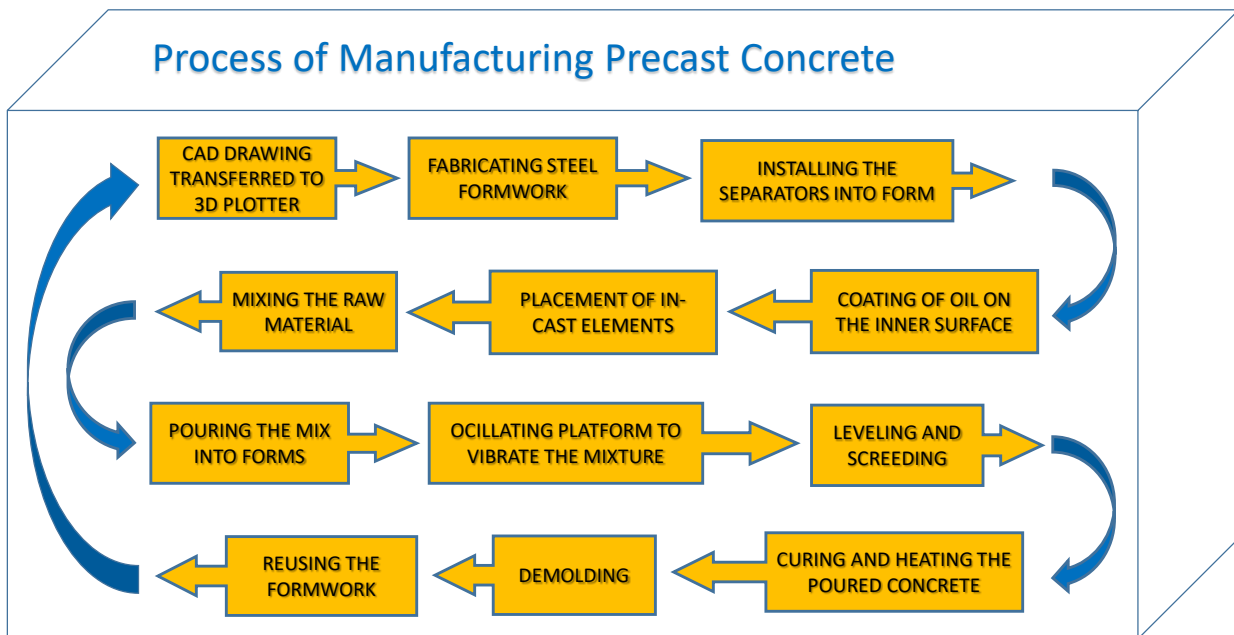 Process of Manufacturing Precast Concrete
CAD DRAWING
TRANSFERRED TO
3D PLOTTER
FABRICATING STEEL
FORMWORK
INSTALLING THE
SEPARATORS INTO FORM
COATING OF OIL ON
THE INNER SURFACE
PLACEMENT OF IN-
CAST ELEMENTS
MIXING THE RAW
MATERIAL
POURING THE MIX
INTO FORMS
OCILLATING PLATFORM TO
VIBRATE THE MIXTURE
LEVELING AND
SCREEDING
CURING AND HEATING THE
POURED CONCRETE
DEMOLDING
REUSING THE
FORMWORK